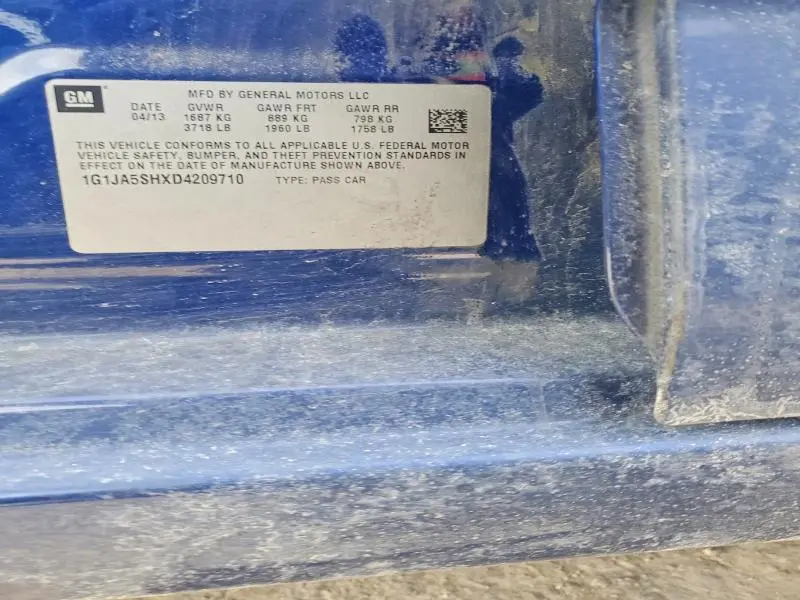 GM MFD BY GENERAL MOTORS LLC
DATE GVWR GAWR FRT GAWR RR
04/13 1687 KG 889 KG 798 KG
3718 LB 1960 LB 1758 LB
THIS VEHICLE CONFORMS TO ALL APPLICABLE U.S. FEDERAL MOTOR
VEHICLE SAFETY, BUMPER, AND THEFT PREVENTION STANDARDS IN
EFFECT ON THE DATE OF MANUFACTURE SHOWN ABOVE.
1G1JA5SHXD4209710 TYPE: PASS CAR